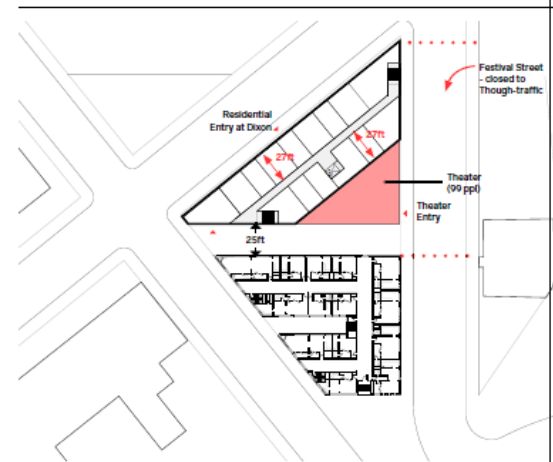 Festival Street
- closed to
Though-traffic
Residential
Entry at Dixon
27ft
27ft
Theater
(99 ppl)
Theater
Entry
25ft